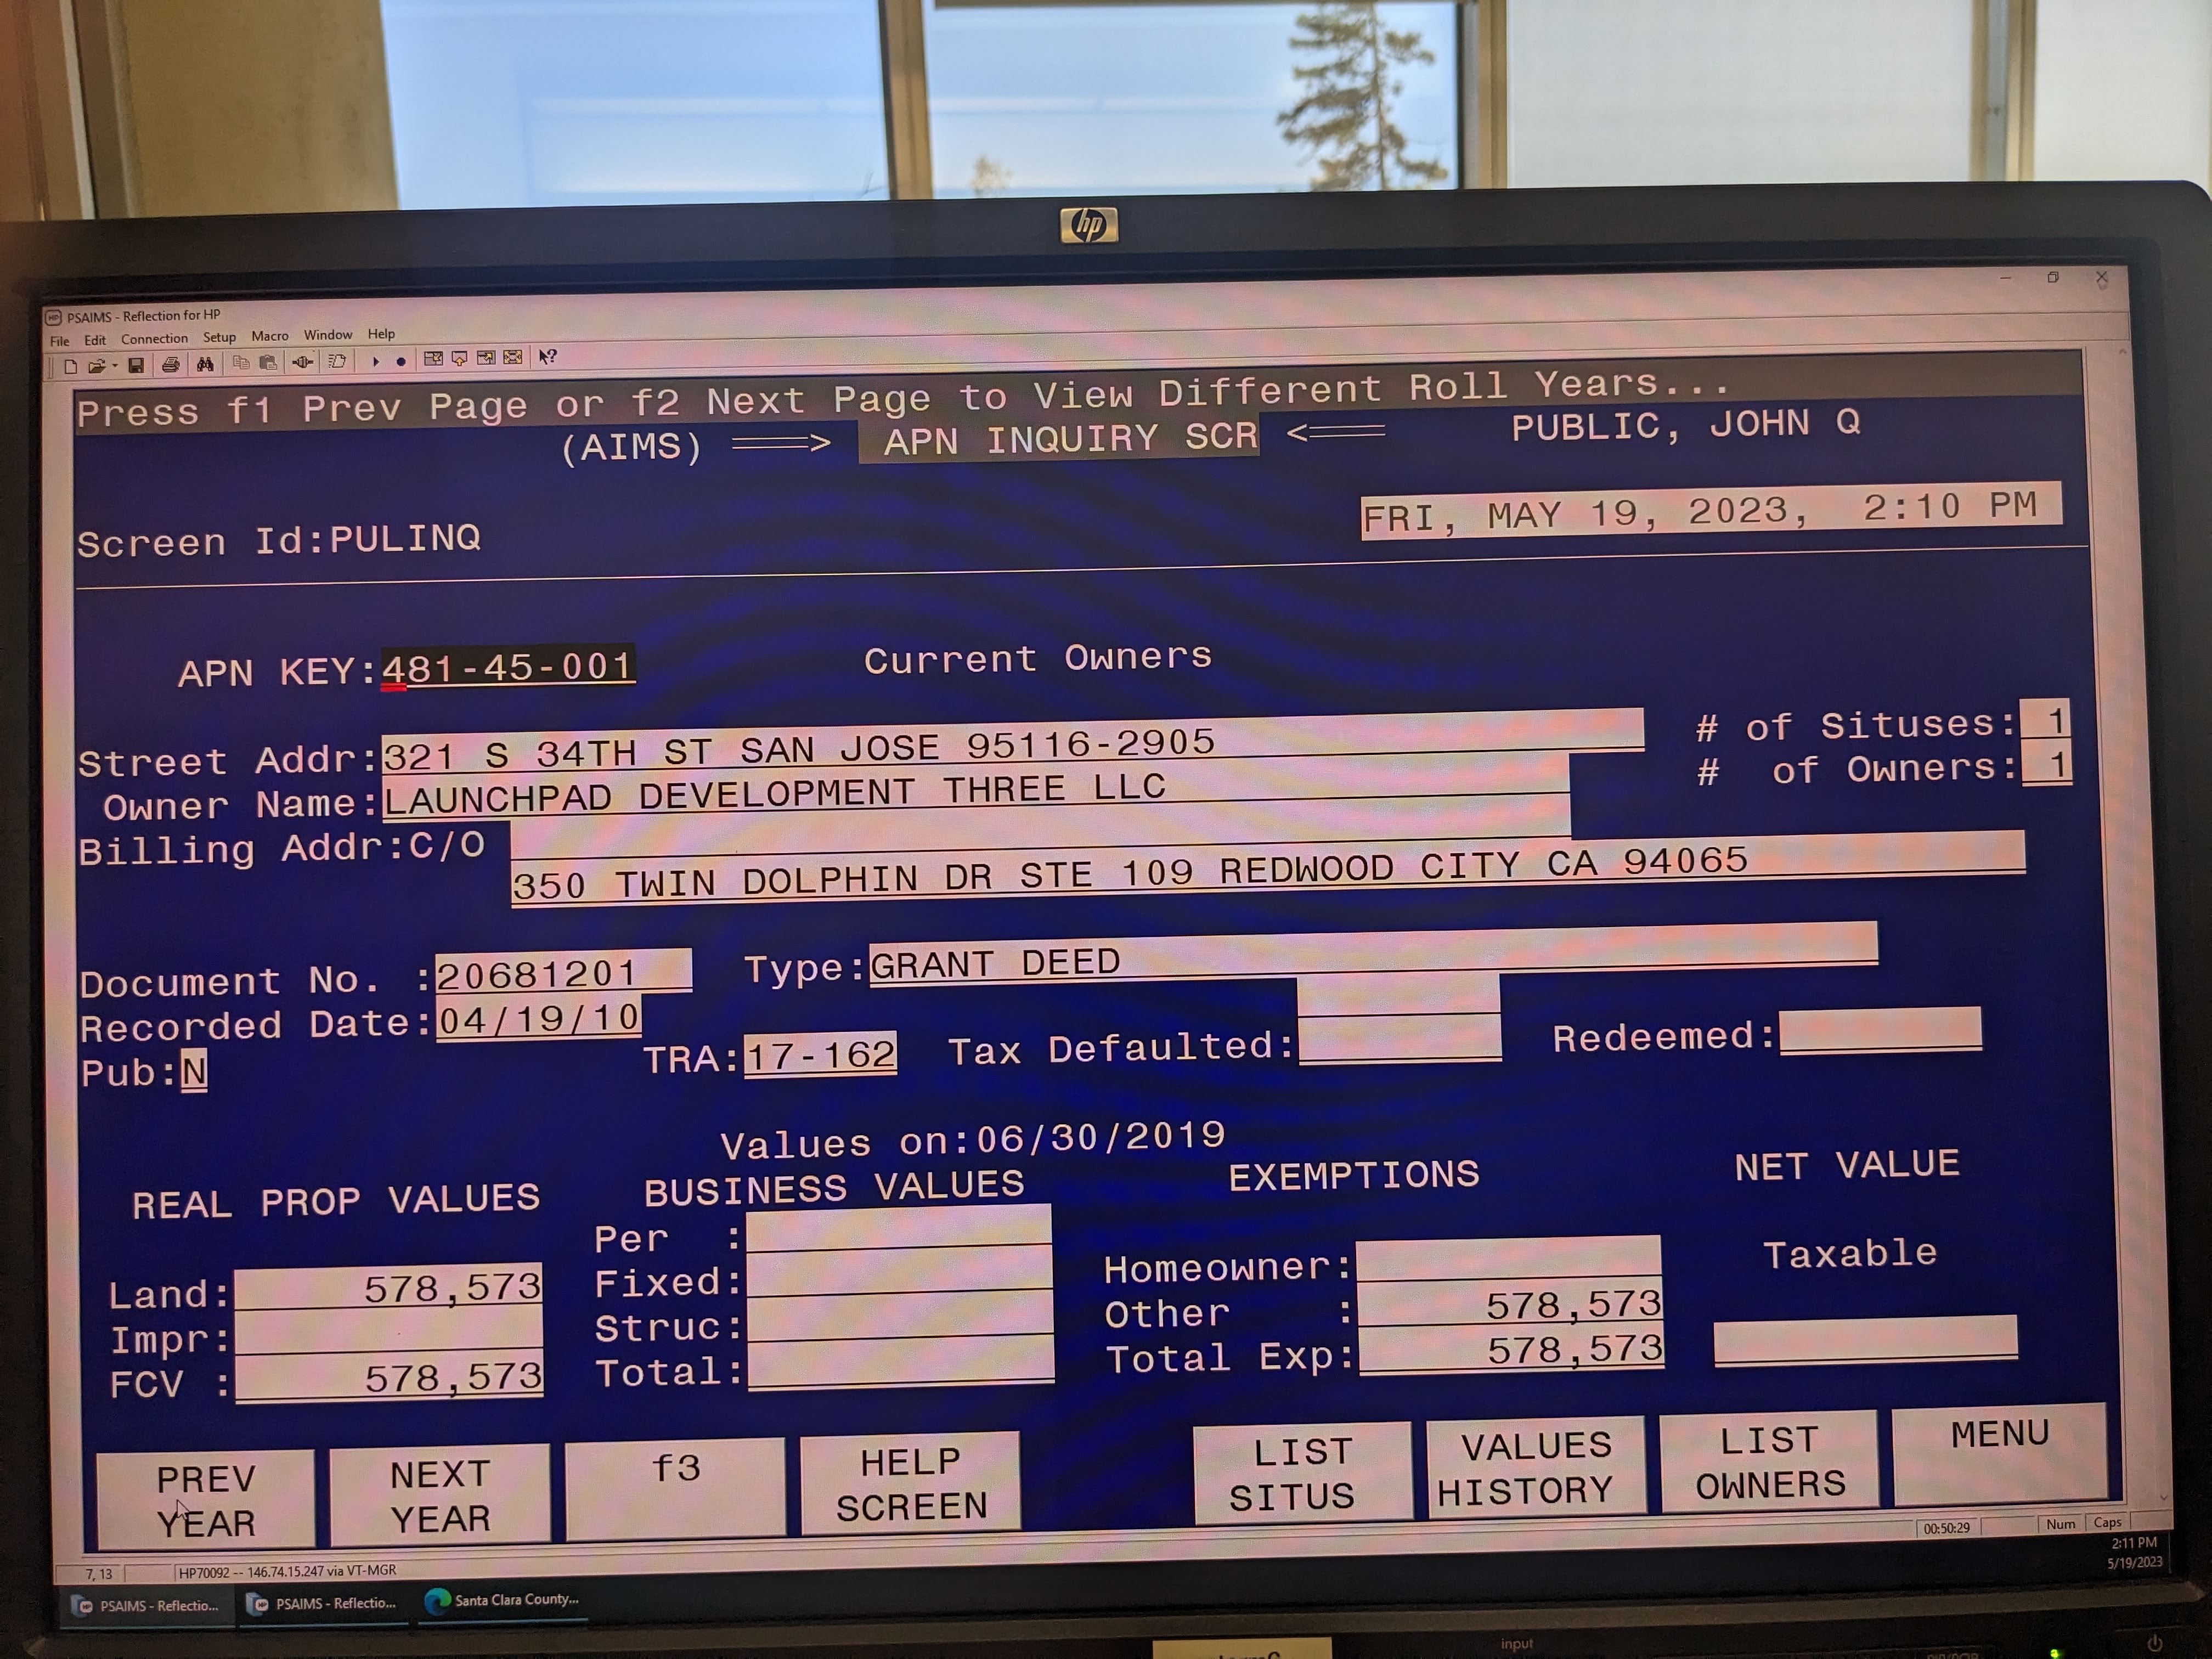 hp
PSAIMS - Reflection for HP
File Edit Connection Setup Macro Window Help
Press f1 Prev Page or f2 Next Page to View Different Roll Years...
(AIMS) ===> APN INQUIRY SCR <=== PUBLIC, JOHN Q
FRI, MAY 19, 2023, 2:10 PM
Screen Id:PULINQ
APN KEY:481-45-001 Current Owners
Street Addr:321 S 34TH ST SAN JOSE 95116-2905 # of Situses: 1
Owner Name:LAUNCHPAD DEVELOPMENT THREE LLC # of Owners: 1
Billing Addr:C/O
350 TWIN DOLPHIN DR STE 109 REDWOOD CITY CA 94065
Document No. :20681201 Type:GRANT DEED
Recorded Date:04/19/10
Pub:N TRA:17-162 Tax Defaulted: Redeemed:
Values on:06/30/2019
REAL PROP VALUES BUSINESS VALUES EXEMPTIONS NET VALUE
Per :
Land: 578,573 Fixed: Homeowner: Taxable
Impr: Struc: Other : 578,573
FCV : 578,573 Total: Total Exp: 578,573
PREV YEAR NEXT YEAR f3 HELP SCREEN LIST SITUS VALUES HISTORY LIST OWNERS MENU
00:50:29 Num Caps
7, 13 HP70092 -- 146.74.15.247 via VT-MGR
2:11 PM
5/19/2023
PSAIMS - Reflectio... PSAIMS - Reflectio... Santa Clara County...
input